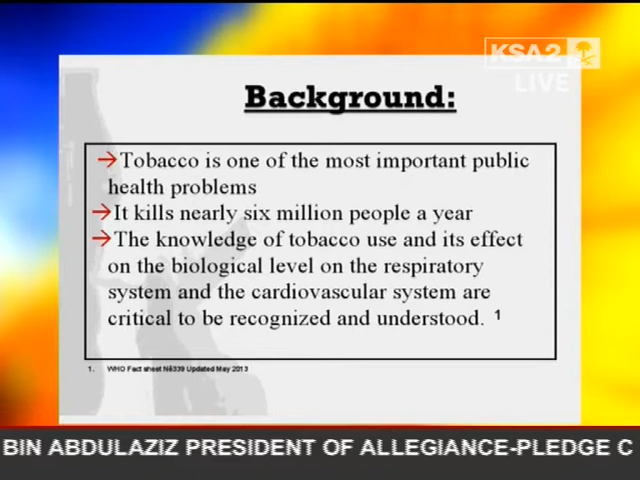 KSA2
LIVE
Background:
→Tobacco is one of the most important public
health problems
→It kills nearly six million people a year
→The knowledge of tobacco use and its effect
on the biological level on the respiratory
system and the cardiovascular system are
critical to be recognized and understood. 1
1. WHO Fact sheet Nº339 Updated May 2013
BIN ABDULAZIZ PRESIDENT OF ALLEGIANCE-PLEDGE C